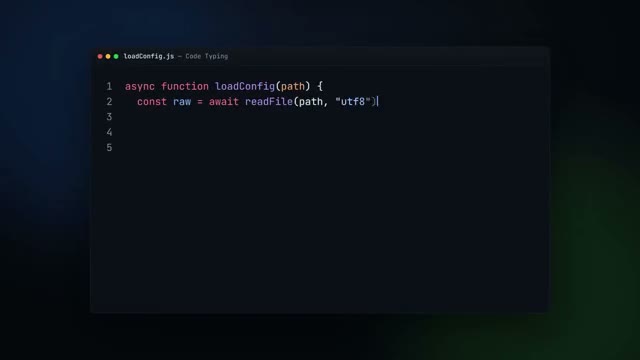 loadConfig.js — Code Typing
1 async function loadConfig(path) {
2 const raw = await readFile(path, "utf8")
3
4
5